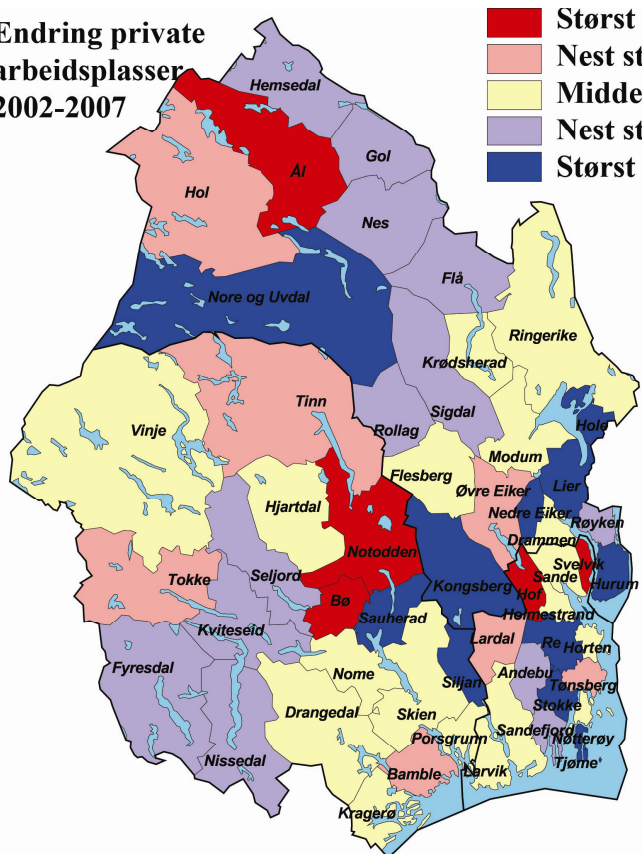 Endring private
arbeidsplasser
2002-2007
Størst
Nest st
Midde
Nest st
Størst
Hemsedal
Gol
Ål
Hol
Nes
Flå
Nore og Uvdal
Ringerike
Krødsherad
Tinn
Sigdal
Rollag
Hole
Vinje
Modum
Flesberg
Lier
Øvre Eiker
Hjartdal
Nedre Eiker
Røyken
Drammen
Notodden
Svelvik
Sande
Tokke
Seljord
Kongsberg
Hurum
Hof
Bø
Holmestrand
Sauherad
Kviteseid
Lardal
Re
Horten
Fyresdal
Nome
Andebu
Siljan
Tønsberg
Stokke
Drangedal
Skien
Sandefjord
Porsgrunn
Nøtterøy
Nissedal
Bamble
Larvik
Tjøme
Kragerø